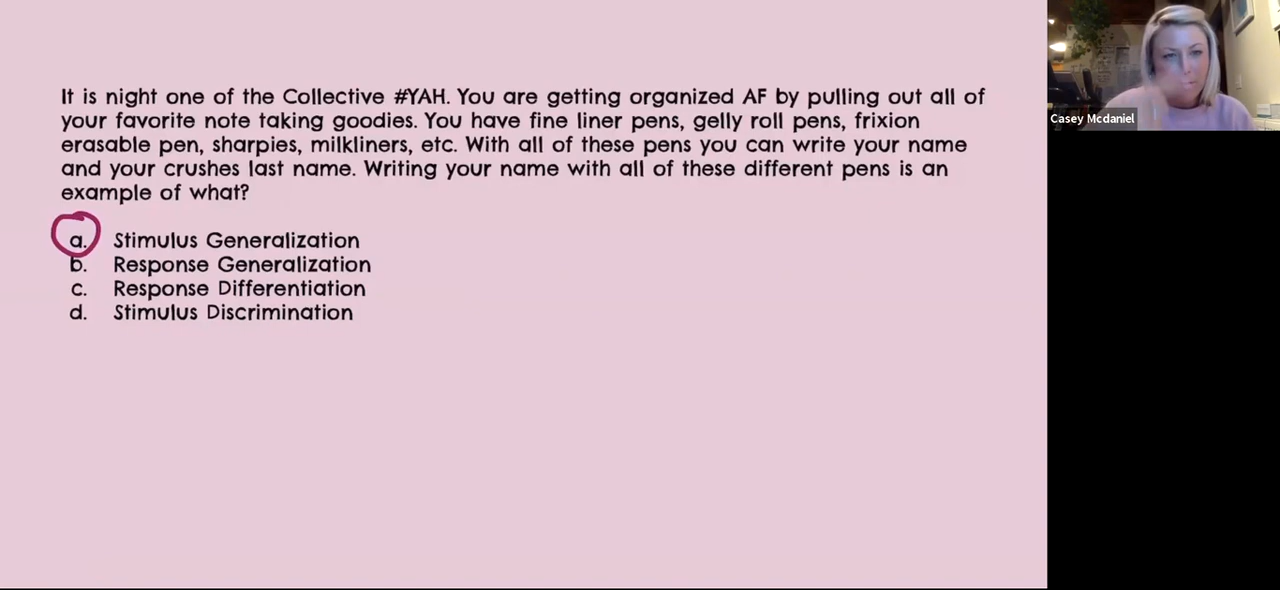 It is night one of the Collective #YAH. You are getting organized AF by pulling out all of
your favorite note taking goodies. You have fine liner pens, gelly roll pens, frixion
erasable pen, sharpies, milkliners, etc. With all of these pens you can write your name
and your crushes last name. Writing your name with all of these different pens is an
example of what?
a. Stimulus Generalization
b. Response Generalization
c. Response Differentiation
d. Stimulus Discrimination
Casey Mcdaniel